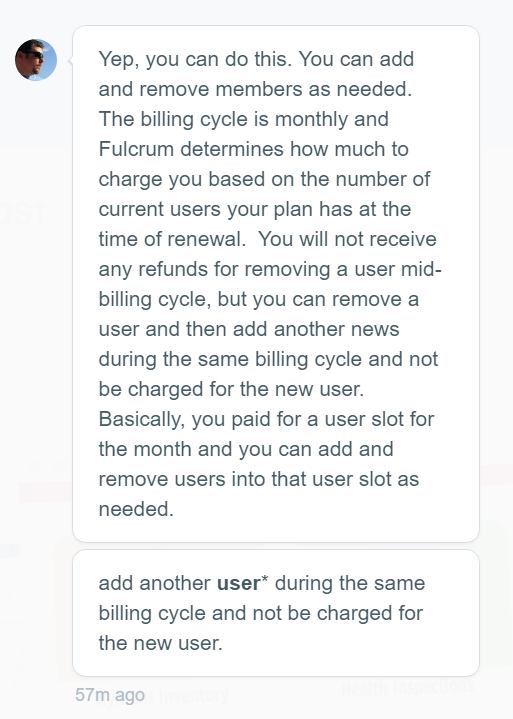 Yep, you can do this. You can add
and remove members as needed.
The billing cycle is monthly and
Fulcrum determines how much to
charge you based on the number of
current users your plan has at the
time of renewal.  You will not receive
any refunds for removing a user mid-
billing cycle, but you can remove a
user and then add another news
during the same billing cycle and not
be charged for the new user.
Basically, you paid for a user slot for
the month and you can add and
remove users into that user slot as
needed.
add another user* during the same
billing cycle and not be charged for
the new user.
57m ago
Inventory
Health Inspections